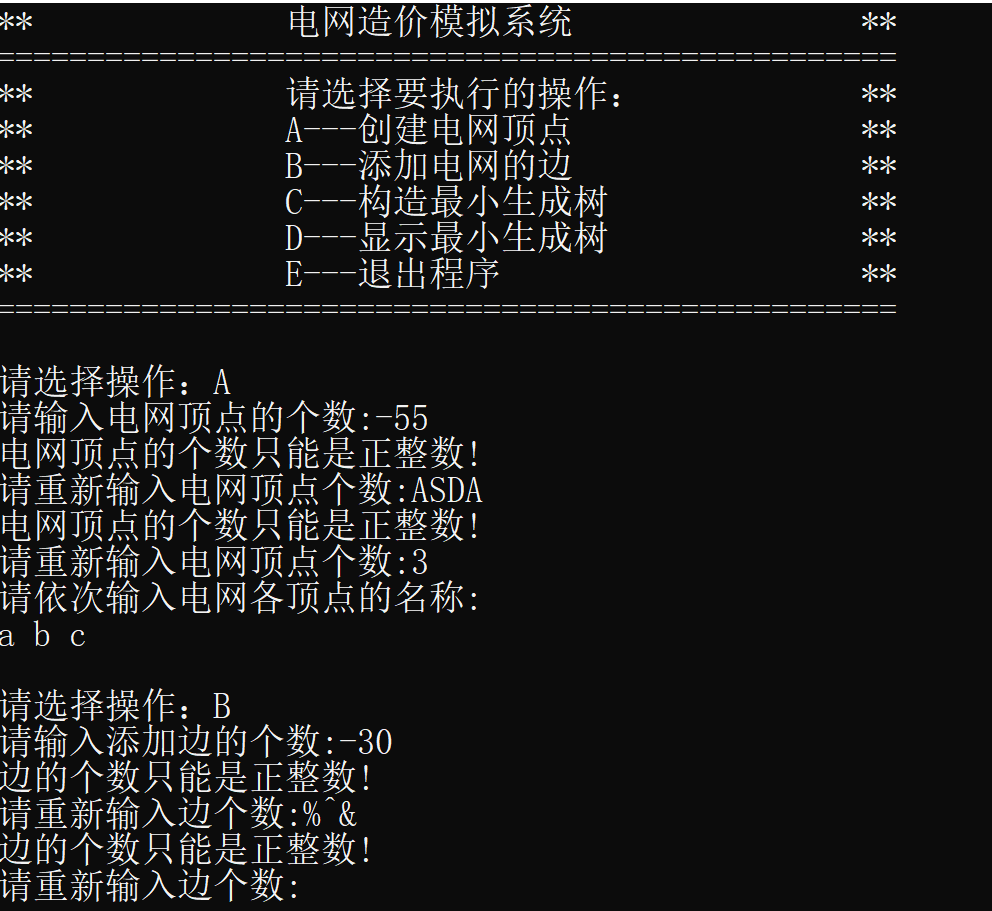 ** 电网造价模拟系统 **
==================================================
** 请选择要执行的操作： **
** A---创建电网顶点 **
** B---添加电网的边 **
** C---构造最小生成树 **
** D---显示最小生成树 **
** E---退出程序 **
==================================================
请选择操作：A
请输入电网顶点的个数:-55
电网顶点的个数只能是正整数!
请重新输入电网顶点个数:ASDA
电网顶点的个数只能是正整数!
请重新输入电网顶点个数:3
请依次输入电网各顶点的名称:
a b c
请选择操作：B
请输入添加边的个数:-30
边的个数只能是正整数!
请重新输入边个数:%^&
边的个数只能是正整数!
请重新输入边个数: